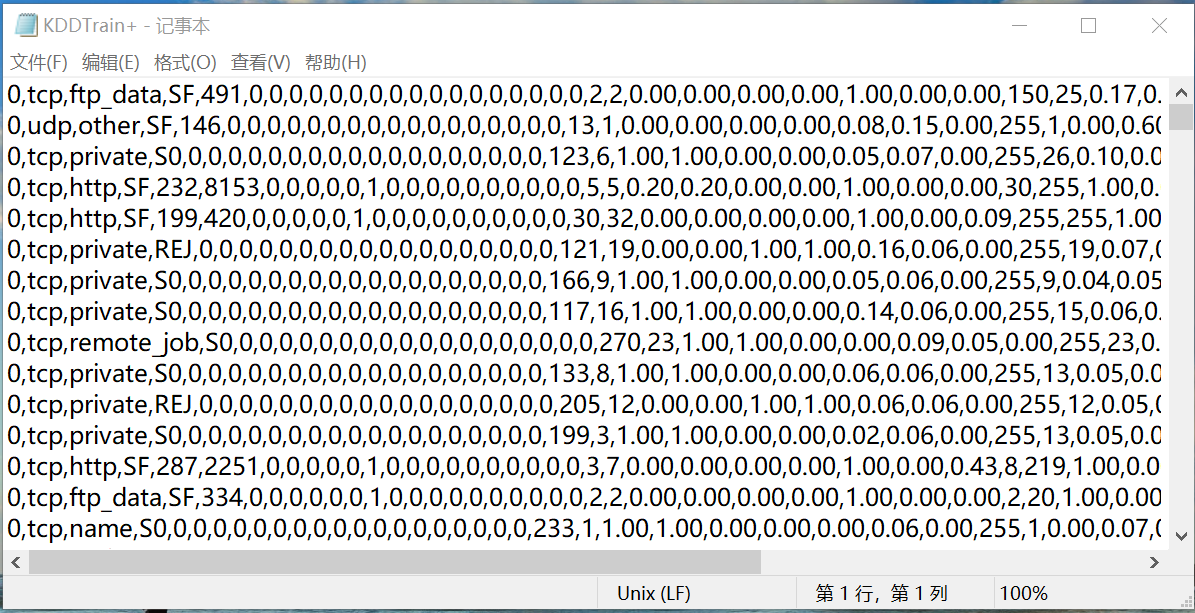 KDDTrain+ - 记事本
文件(F) 编辑(E) 格式(O) 查看(V) 帮助(H)
0,tcp,ftp_data,SF,491,0,0,0,0,0,0,0,0,0,0,0,0,0,0,0,0,0,2,2,0.00,0.00,0.00,0.00,1.00,0.00,0.00,150,25,0.17,0.
0,udp,other,SF,146,0,0,0,0,0,0,0,0,0,0,0,0,0,0,0,0,0,13,1,0.00,0.00,0.00,0.00,0.08,0.15,0.00,255,1,0.00,0.60
0,tcp,private,S0,0,0,0,0,0,0,0,0,0,0,0,0,0,0,0,0,0,0,123,6,1.00,1.00,0.00,0.00,0.05,0.07,0.00,255,26,0.10,0.0
0,tcp,http,SF,232,8153,0,0,0,0,0,1,0,0,0,0,0,0,0,0,0,0,5,5,0.20,0.20,0.00,0.00,1.00,0.00,0.00,30,255,1.00,0.
0,tcp,http,SF,199,420,0,0,0,0,0,1,0,0,0,0,0,0,0,0,0,0,30,32,0.00,0.00,0.00,0.00,1.00,0.00,0.09,255,255,1.00
0,tcp,private,REJ,0,0,0,0,0,0,0,0,0,0,0,0,0,0,0,0,0,0,121,19,0.00,0.00,1.00,1.00,0.16,0.06,0.00,255,19,0.07,
0,tcp,private,S0,0,0,0,0,0,0,0,0,0,0,0,0,0,0,0,0,0,0,166,9,1.00,1.00,0.00,0.00,0.05,0.06,0.00,255,9,0.04,0.05
0,tcp,private,S0,0,0,0,0,0,0,0,0,0,0,0,0,0,0,0,0,0,0,117,16,1.00,1.00,0.00,0.00,0.14,0.06,0.00,255,15,0.06,0.
0,tcp,remote_job,S0,0,0,0,0,0,0,0,0,0,0,0,0,0,0,0,0,0,0,270,23,1.00,1.00,0.00,0.00,0.09,0.05,0.00,255,23,0.
0,tcp,private,S0,0,0,0,0,0,0,0,0,0,0,0,0,0,0,0,0,0,0,133,8,1.00,1.00,0.00,0.00,0.06,0.06,0.00,255,13,0.05,0.0
0,tcp,private,REJ,0,0,0,0,0,0,0,0,0,0,0,0,0,0,0,0,0,0,205,12,0.00,0.00,1.00,1.00,0.06,0.06,0.00,255,12,0.05,
0,tcp,private,S0,0,0,0,0,0,0,0,0,0,0,0,0,0,0,0,0,0,0,199,3,1.00,1.00,0.00,0.00,0.02,0.06,0.00,255,13,0.05,0.0
0,tcp,http,SF,287,2251,0,0,0,0,0,1,0,0,0,0,0,0,0,0,0,0,3,7,0.00,0.00,0.00,0.00,1.00,0.00,0.43,8,219,1.00,0.0
0,tcp,ftp_data,SF,334,0,0,0,0,0,0,1,0,0,0,0,0,0,0,0,0,0,2,2,0.00,0.00,0.00,0.00,1.00,0.00,0.00,2,20,1.00,0.00
0,tcp,name,S0,0,0,0,0,0,0,0,0,0,0,0,0,0,0,0,0,0,0,233,1,1.00,1.00,0.00,0.00,0.00,0.06,0.00,255,1,0.00,0.07,
Unix (LF) 第 1 行，第 1 列 100%